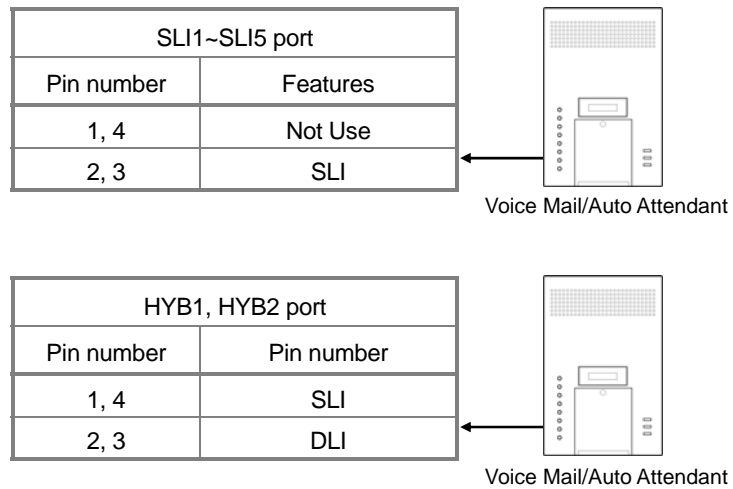 SLI1~SLI5 port
Pin number Features
1, 4 Not Use
2, 3 SLI
Voice Mail/Auto Attendant
HYB1, HYB2 port
Pin number Pin number
1, 4 SLI
2, 3 DLI
Voice Mail/Auto Attendant